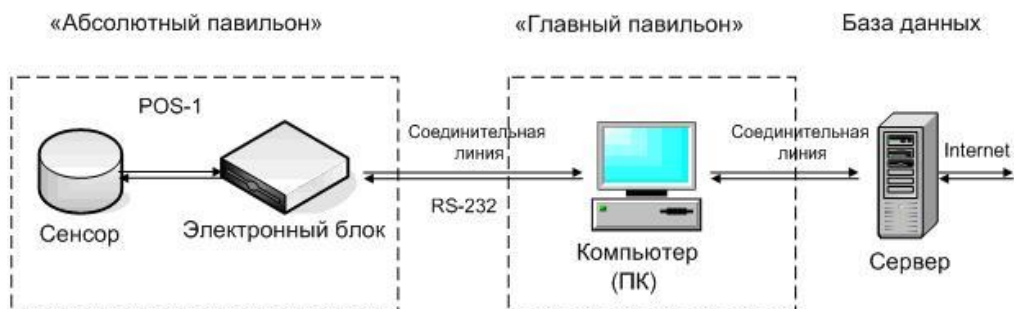 «Абсолютный павильон»
«Главный павильон»
База данных
POS-1
Соединительная
линия
Соединительная
линия
Internet
RS-232
Сенсор
Электронный блок
Компьютер
(ПК)
Сервер